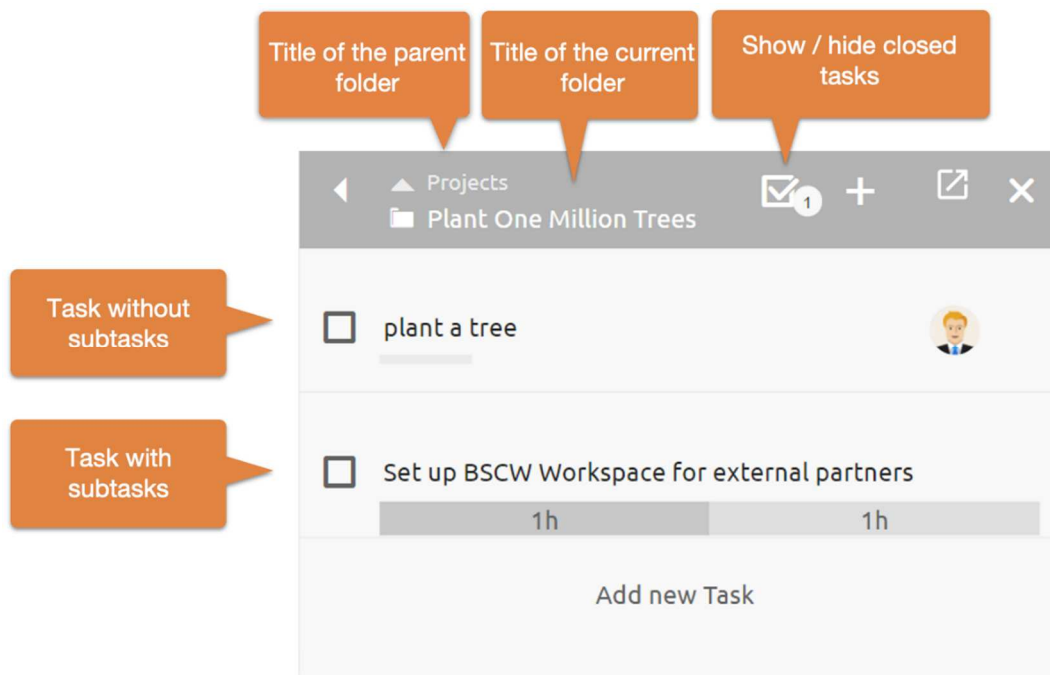 Title of the parent
folder
Title of the current
folder
Show / hide closed
tasks
Projects
Plant One Million Trees
1
Task without
subtasks
plant a tree
Task with
subtasks
Set up BSCW Workspace for external partners
1h 1h
Add new Task